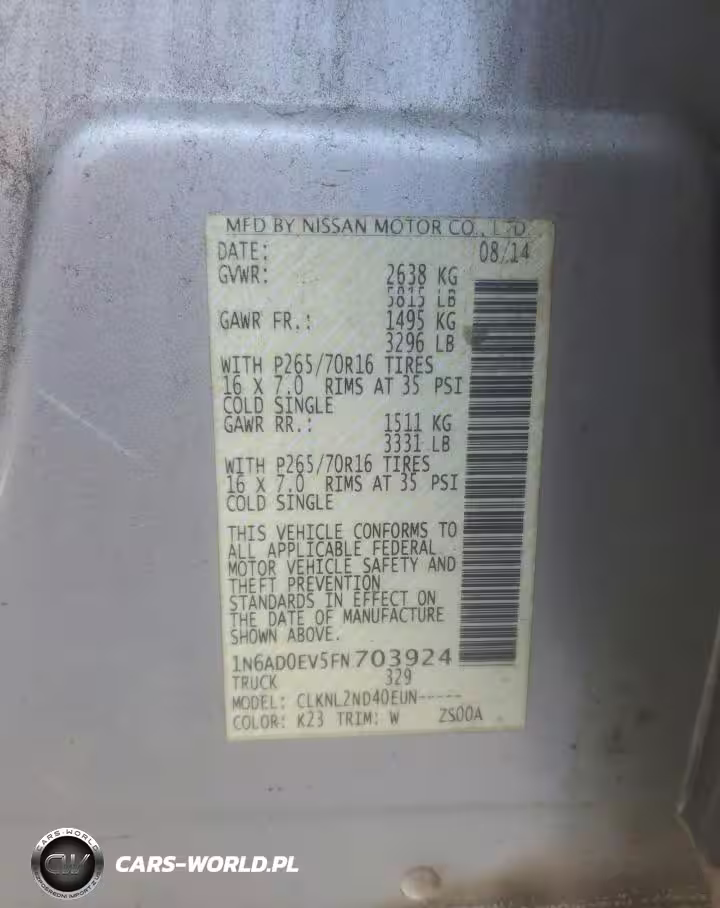 MFD BY NISSAN MOTOR CO., LTD.
DATE: 08/14
GVWR: 2638 KG
5815 LB
GAWR FR.: 1495 KG
3296 LB
WITH P265/70R16 TIRES
16 X 7.0 RIMS AT 35 PSI
COLD SINGLE
GAWR RR.: 1511 KG
3331 LB
WITH P265/70R16 TIRES
16 X 7.0 RIMS AT 35 PSI
COLD SINGLE
THIS VEHICLE CONFORMS TO
ALL APPLICABLE FEDERAL
MOTOR VEHICLE SAFETY AND
THEFT PREVENTION
STANDARDS IN EFFECT ON
THE DATE OF MANUFACTURE
SHOWN ABOVE.
1N6AD0EV5FN703924
TRUCK 329
MODEL: CLKNL2ND40EUN-----
COLOR: K23 TRIM: W ZS00A
CARS-WORLD
CW
CARS-WORLD.PL